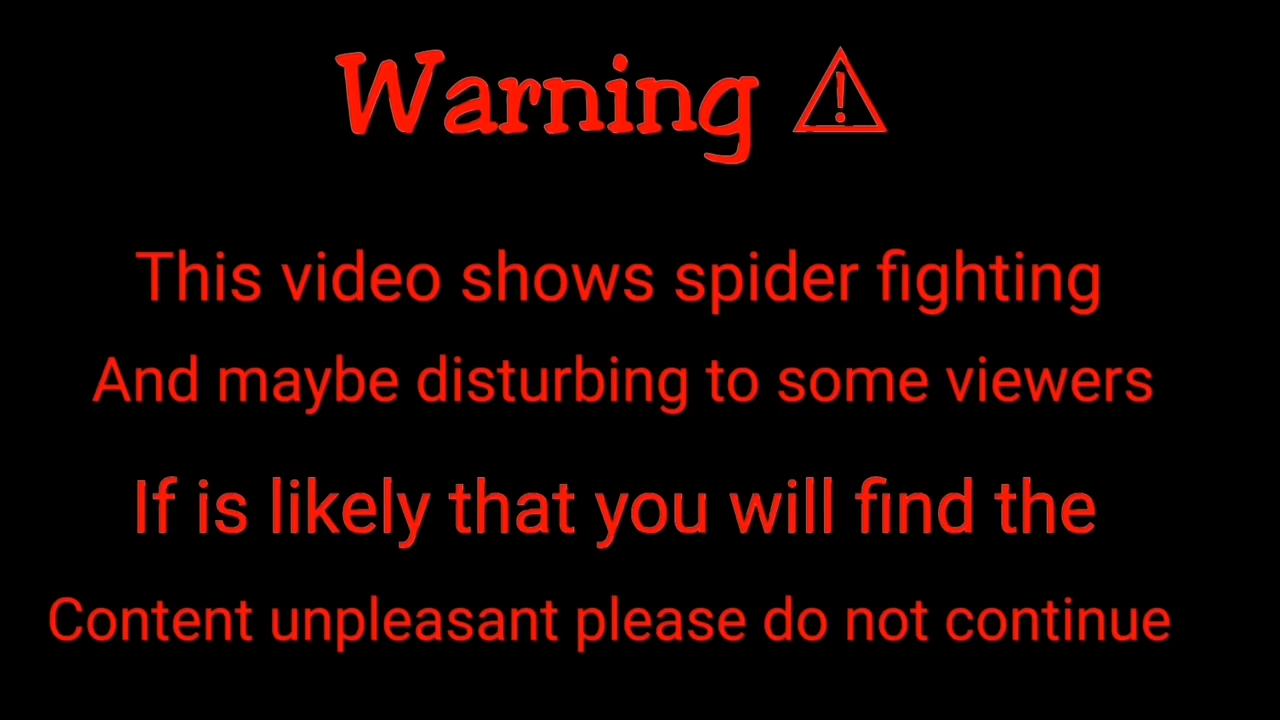 Warning ⚠
This video shows spider fighting
And maybe disturbing to some viewers
If is likely that you will find the
Content unpleasant please do not continue